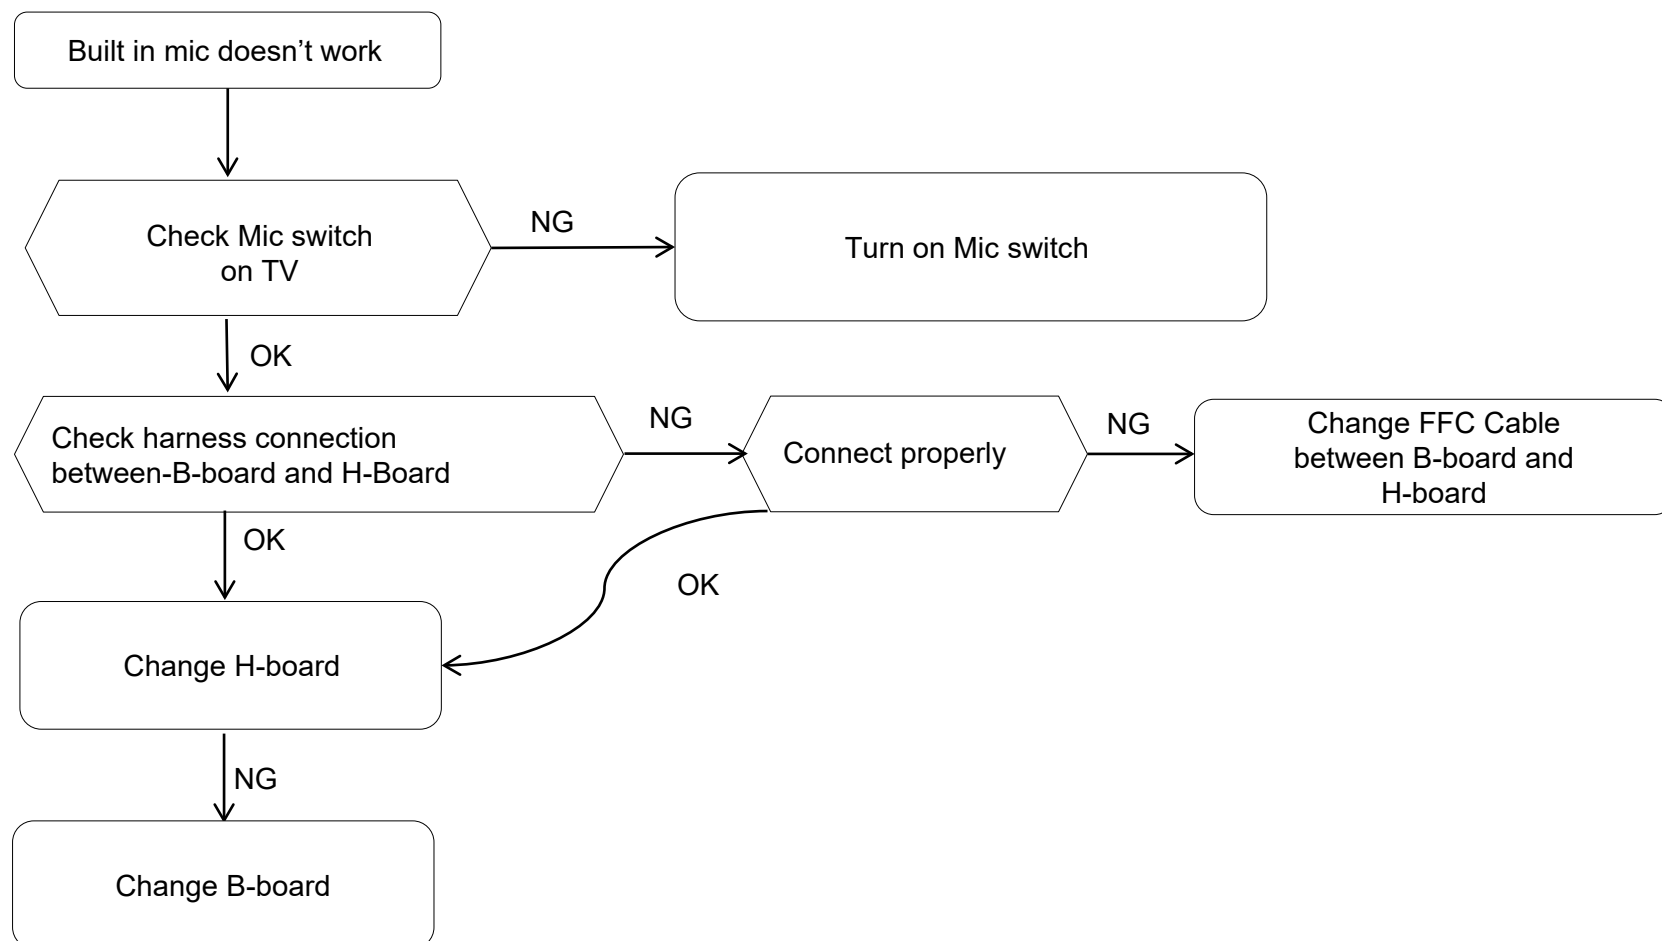 Built in mic doesn’t work
Check Mic switch
on TV
NG
Turn on Mic switch
OK
Check harness connection
between-B-board and H-Board
NG
Connect properly
NG
Change FFC Cable
between B-board and
H-board
OK
OK
Change H-board
NG
Change B-board